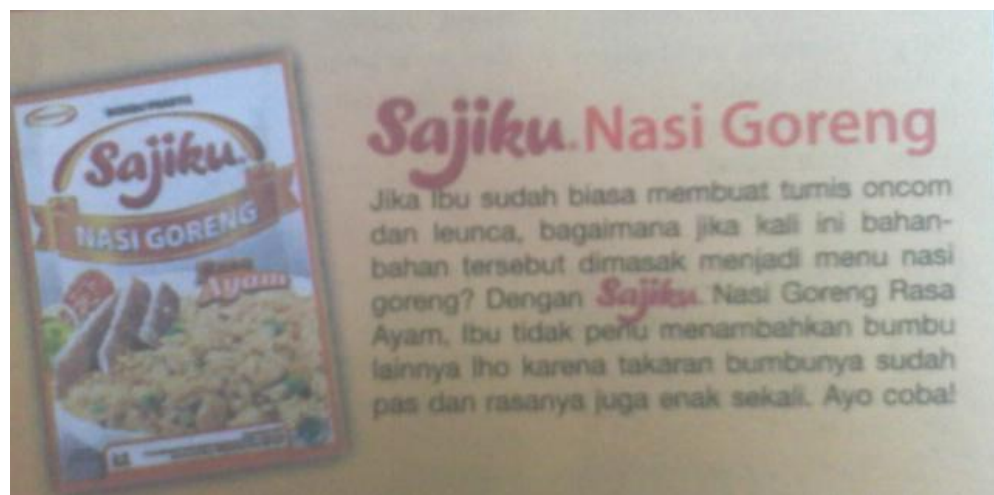 Sajiku
NASI GORENG
Rasa
Ayam
Sajiku Nasi Goreng
Jika Ibu sudah biasa membuat tumis oncom
dan leunca, bagaimana jika kali ini bahan-
bahan tersebut dimasak menjadi menu nasi
goreng? Dengan Sajiku Nasi Goreng Rasa
Ayam, Ibu tidak perlu menambahkan bumbu
lainnya lho karena takaran bumbunya sudah
pas dan rasanya juga enak sekali. Ayo coba!